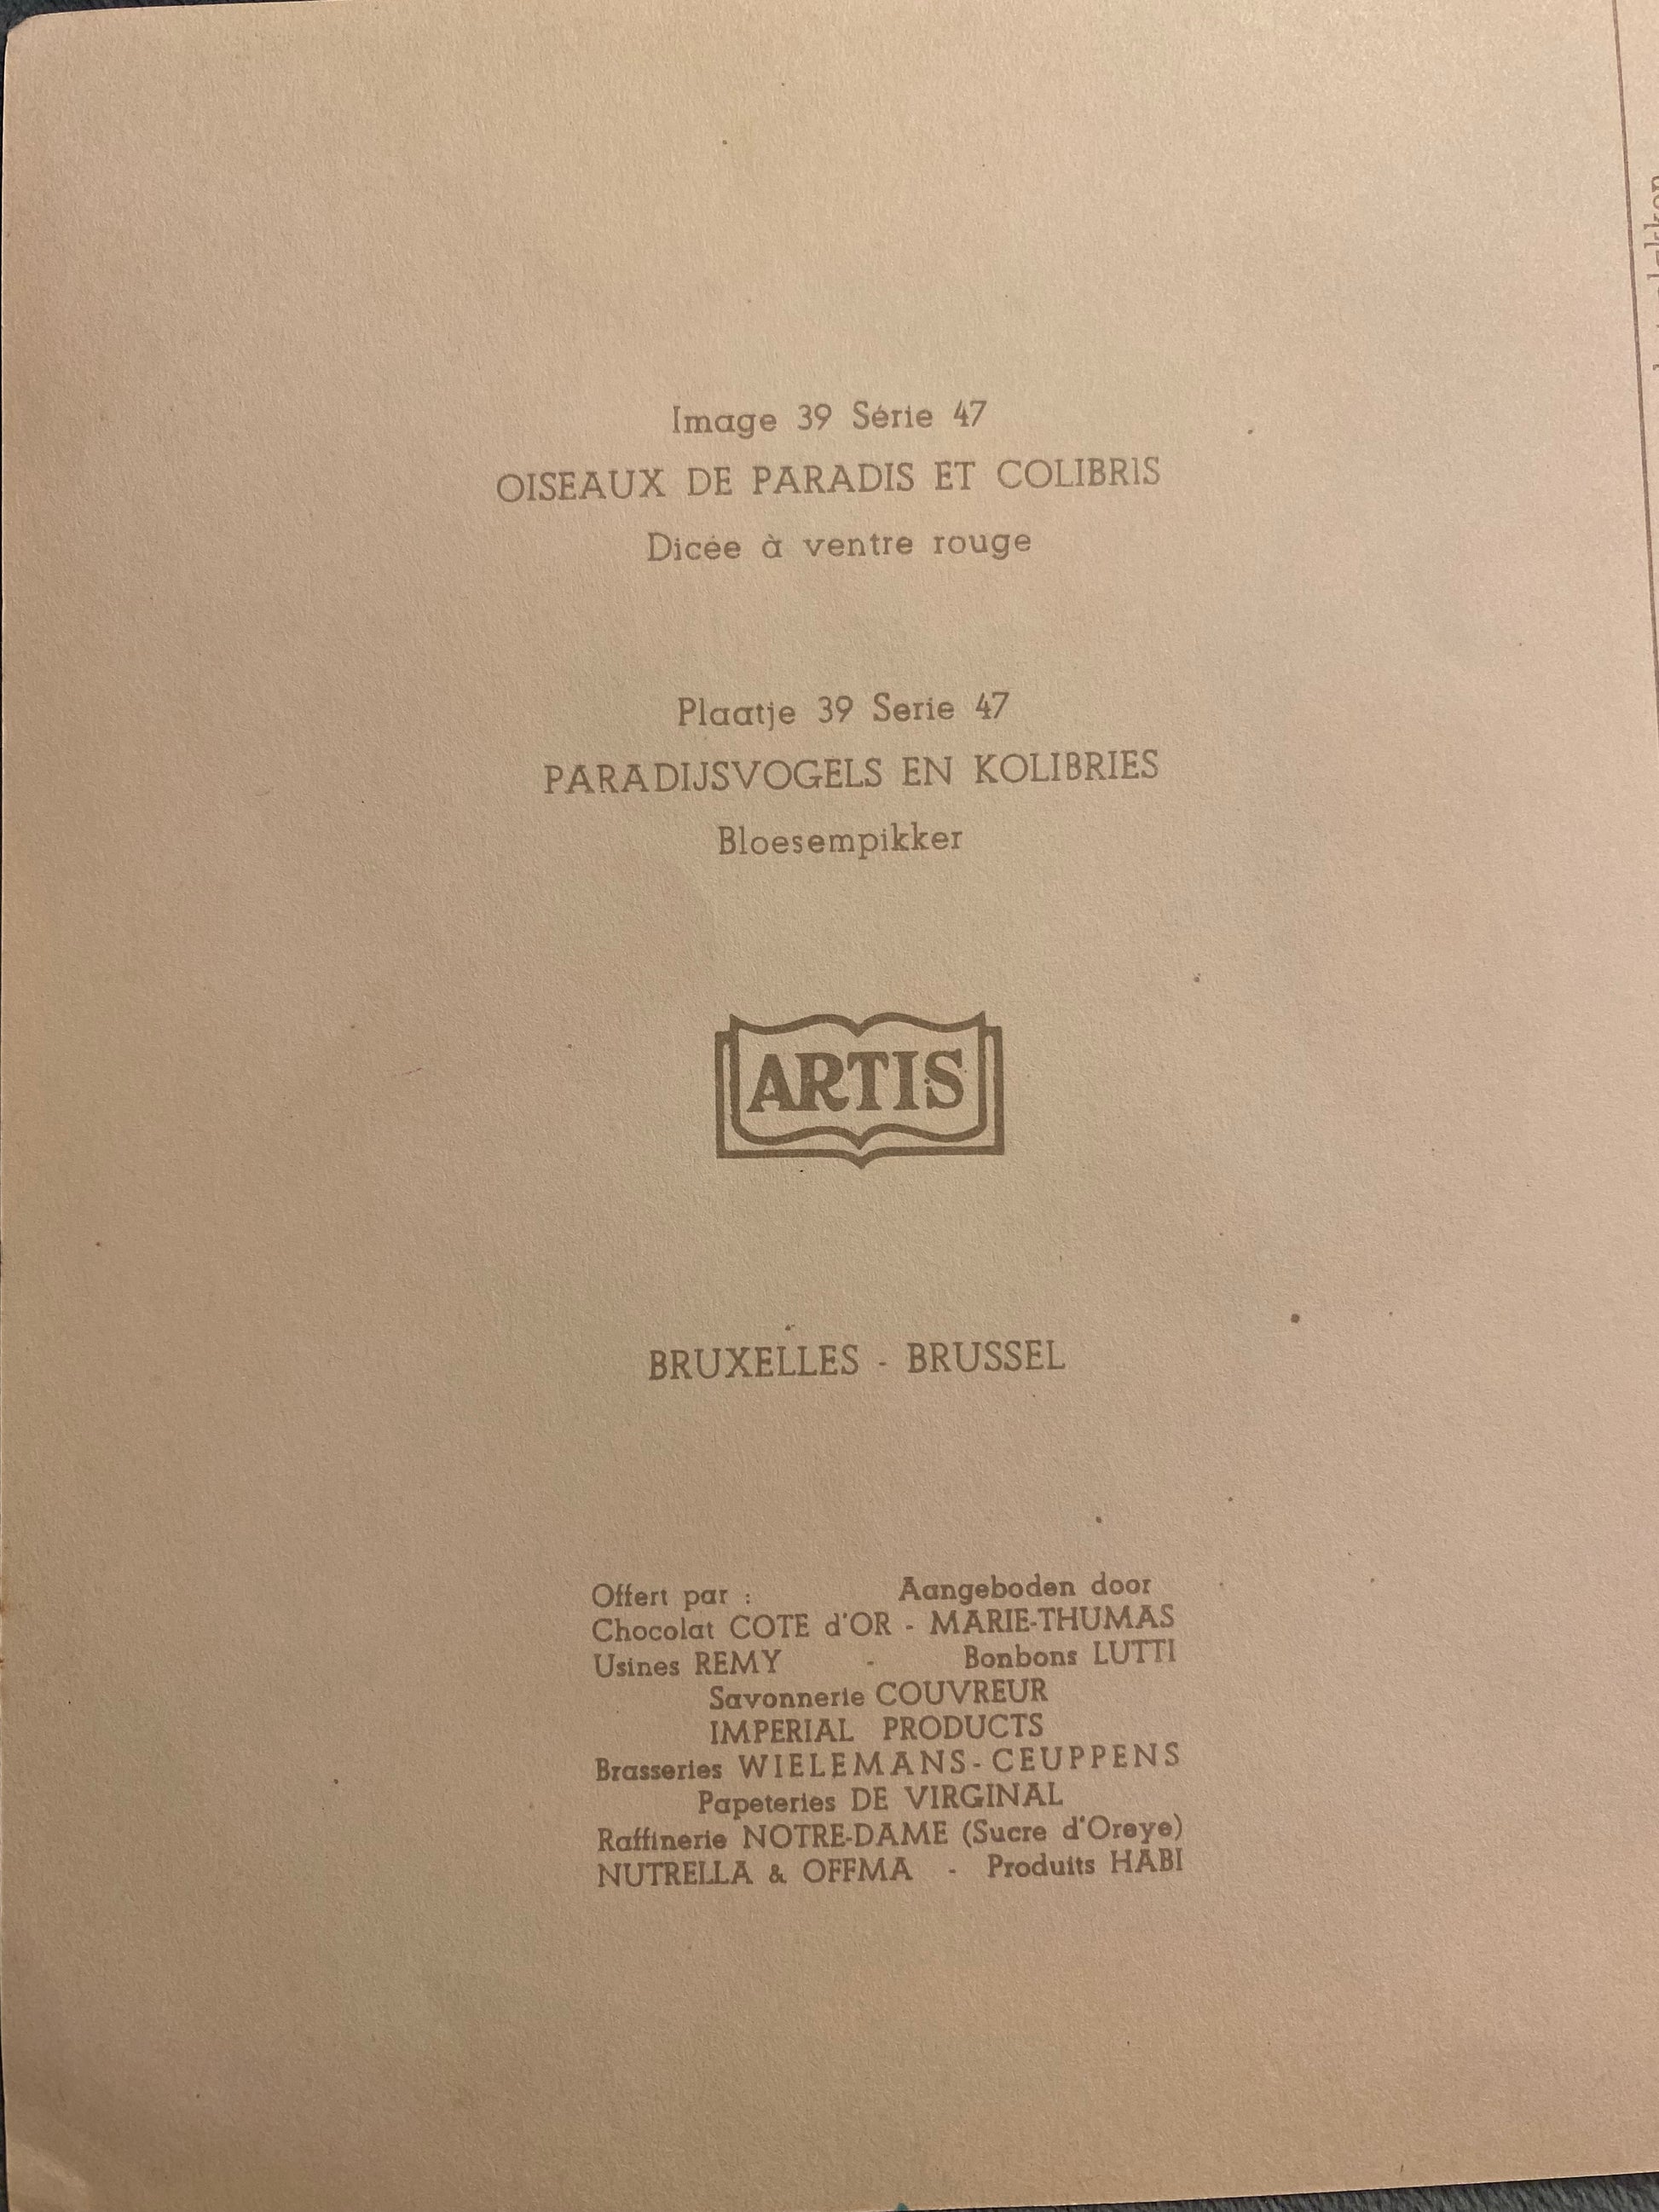 Image 39 Série 47
OISEAUX DE PARADIS ET COLIBRIS
Dicée à ventre rouge
Plaatje 39 Serie 47
PARADIJSVOGELS EN KOLIBRIES
Bloesempikker
ARTIS
BRUXELLES - BRUSSEL
Offert par : Aangeboden door
Chocolat COTE d'OR - MARIE-THUMAS
Usines REMY - Bonbons LUTTI
Savonnerie COUVREUR
IMPERIAL PRODUCTS
Brasseries WIELEMANS-CEUPPENS
Papeteries DE VIRGINAL
Raffinerie NOTRE-DAME (Sucre d'Oreye)
NUTRELLA & OFFMA - Produits HABI